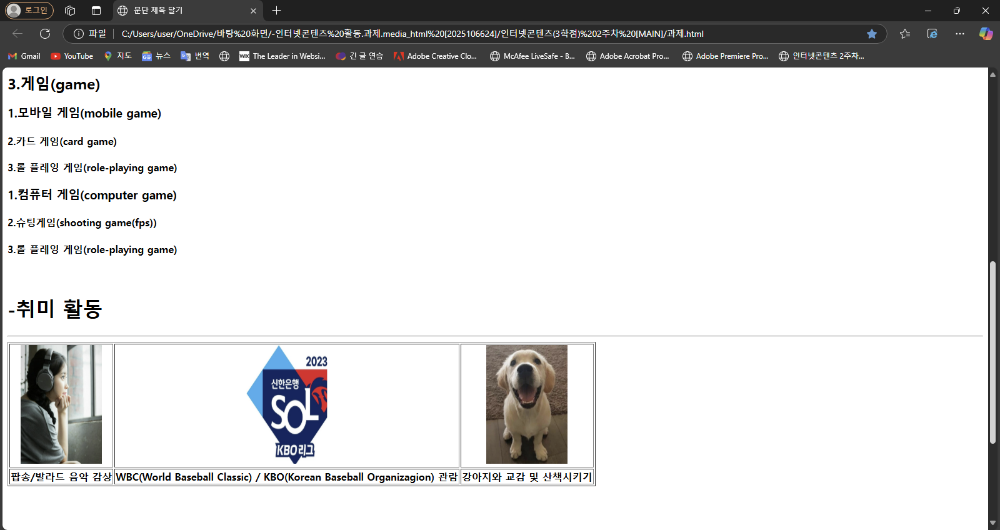 로그인
문단 제목 달기
파일
C:/Users/user/OneDrive/바탕%20화면/-인터넷콘텐츠%20활동.과제.media_html%20[2025106624]/인터넷콘텐츠(3학점)%202주차%20[MAIN]/과제.html
Gmail YouTube 지도 뉴스 번역 WIX The Leader in Websi... 긴 글 연습 Adobe Creative Clo... McAfee LiveSafe - B... Adobe Acrobat Pro... Adobe Premiere Pro... 인터넷콘텐츠 2주차...
3.게임(game)
1.모바일 게임(mobile game)
2.카드 게임(card game)
3.롤 플레잉 게임(role-playing game)
1.컴퓨터 게임(computer game)
2.슈팅게임(shooting game(fps))
3.롤 플레잉 게임(role-playing game)
-취미 활동
2023
신한은행
SOL
KBO 리그
팝송/발라드 음악 감상 WBC(World Baseball Classic) / KBO(Korean Baseball Organizagion) 관람 강아지와 교감 및 산책시키기